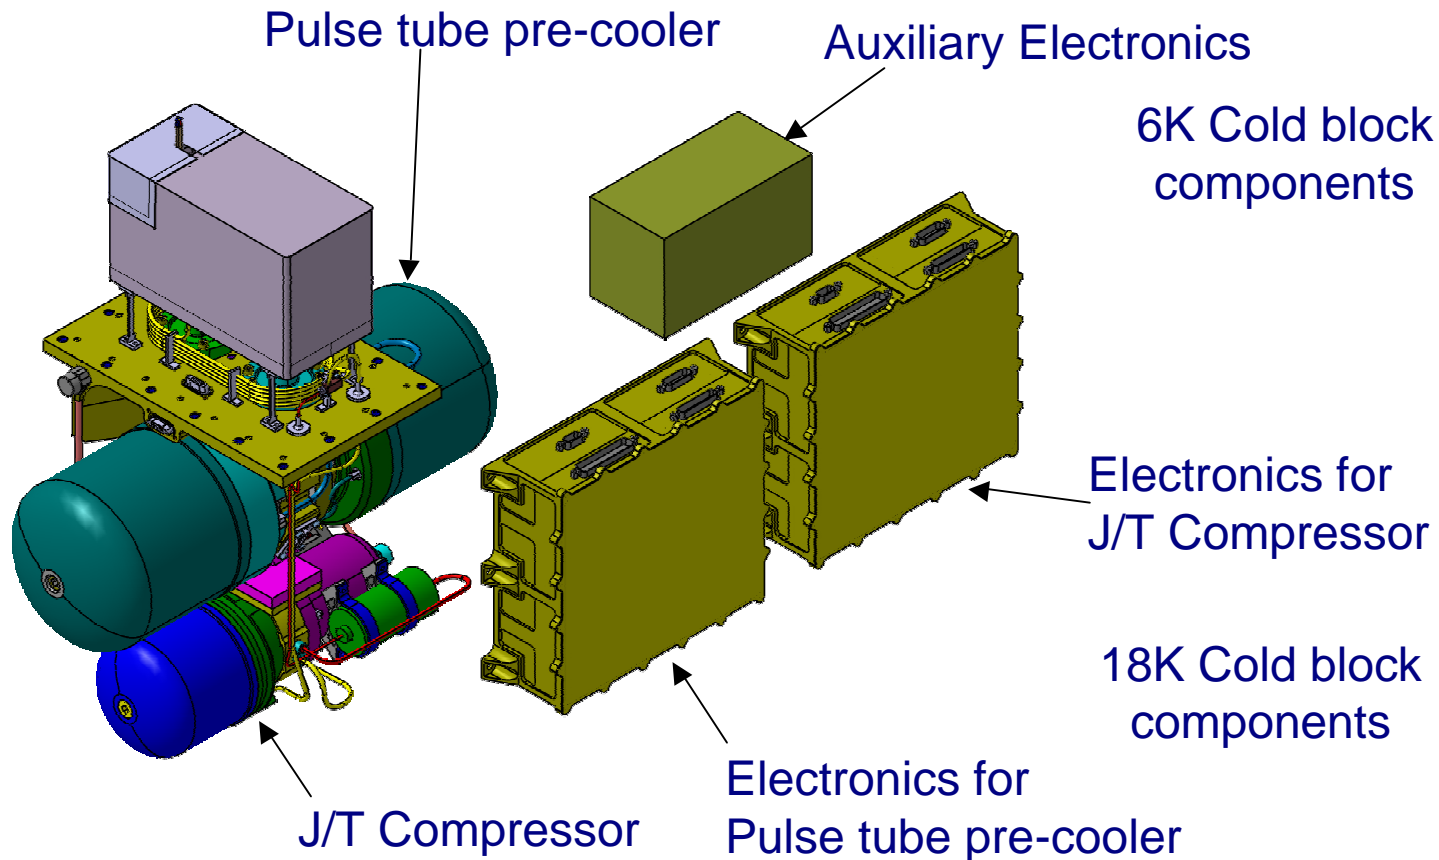 Pulse tube pre-cooler
Auxiliary Electronics
6K Cold block
components
Electronics for
J/T Compressor
18K Cold block
components
Electronics for
Pulse tube pre-cooler
J/T Compressor